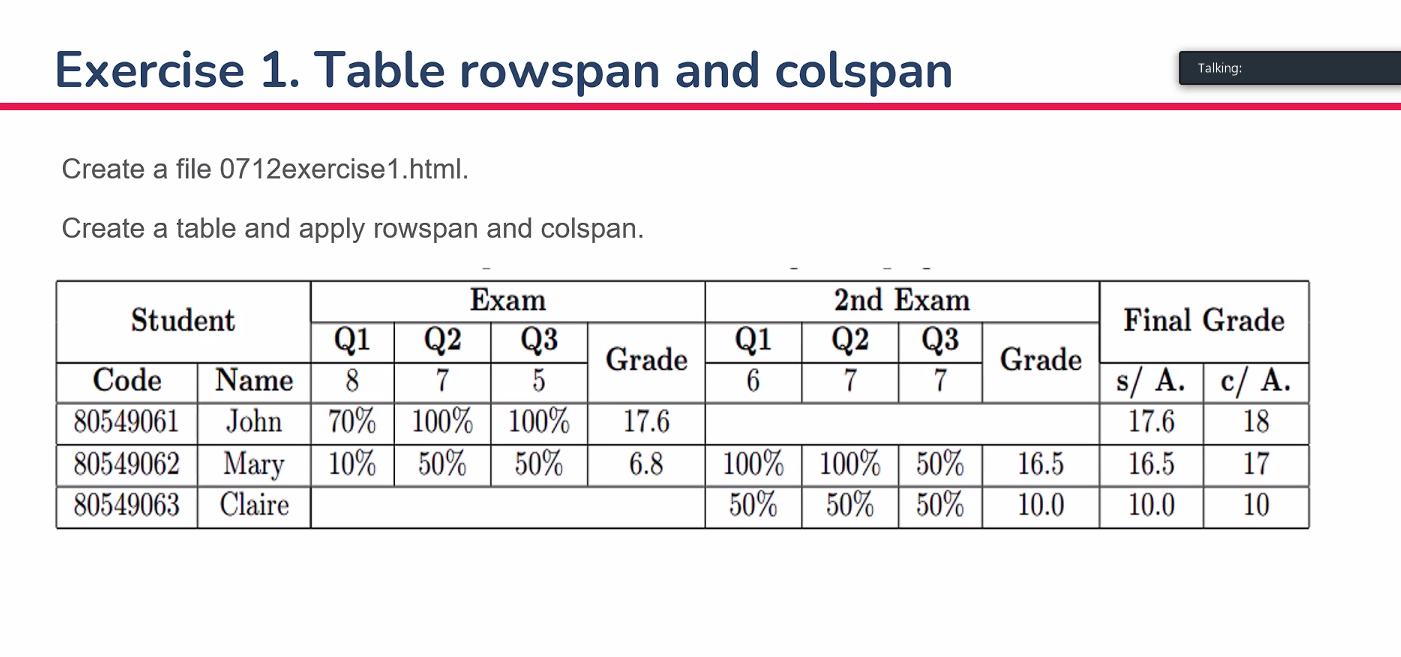 Exercise 1. Table rowspan and colspan
Talking:
Create a file 0712exercise1.html.
Create a table and apply rowspan and colspan.
Student Exam 2nd Exam Final Grade
Q1 Q2 Q3 Grade Q1 Q2 Q3 Grade
Code Name 8 7 5 6 7 7 s/ A. c/ A.
80549061 John 70% 100% 100% 17.6 17.6 18
80549062 Mary 10% 50% 50% 6.8 100% 100% 50% 16.5 16.5 17
80549063 Claire 50% 50% 50% 10.0 10.0 10